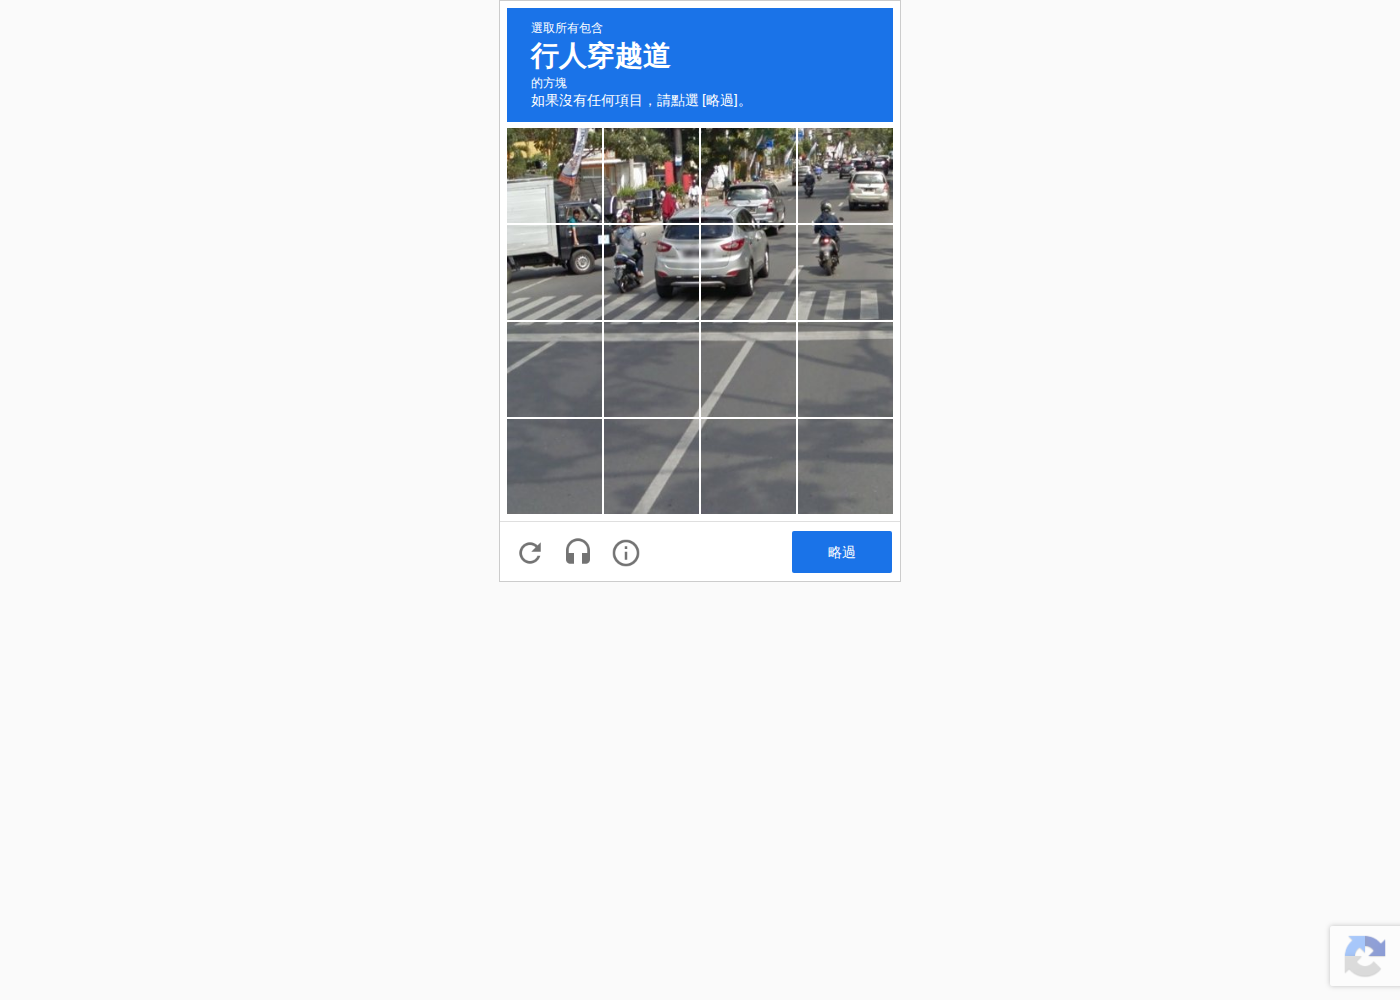 選取所有包含
行人穿越道
的方塊
如果沒有任何項目，請點選 [略過]。
略過